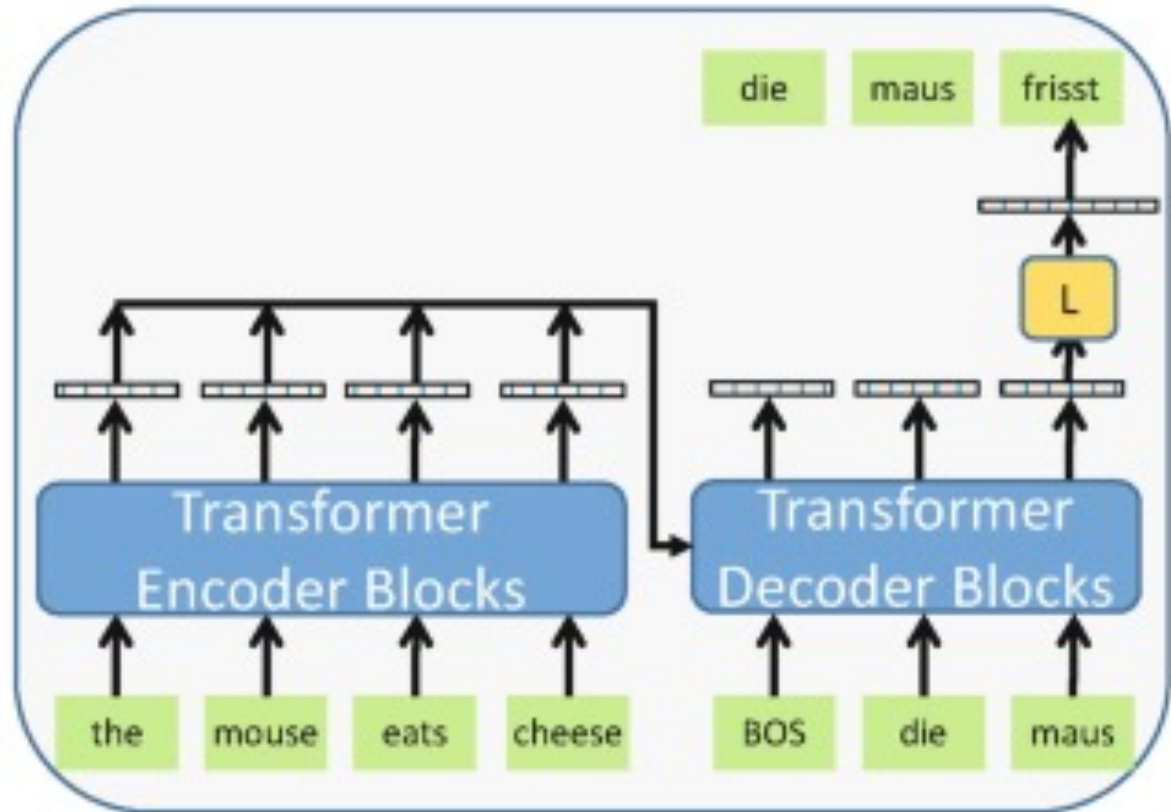 die maus frisst
L
Transformer
Encoder Blocks
Transformer
Decoder Blocks
the mouse eats cheese
BOS die maus